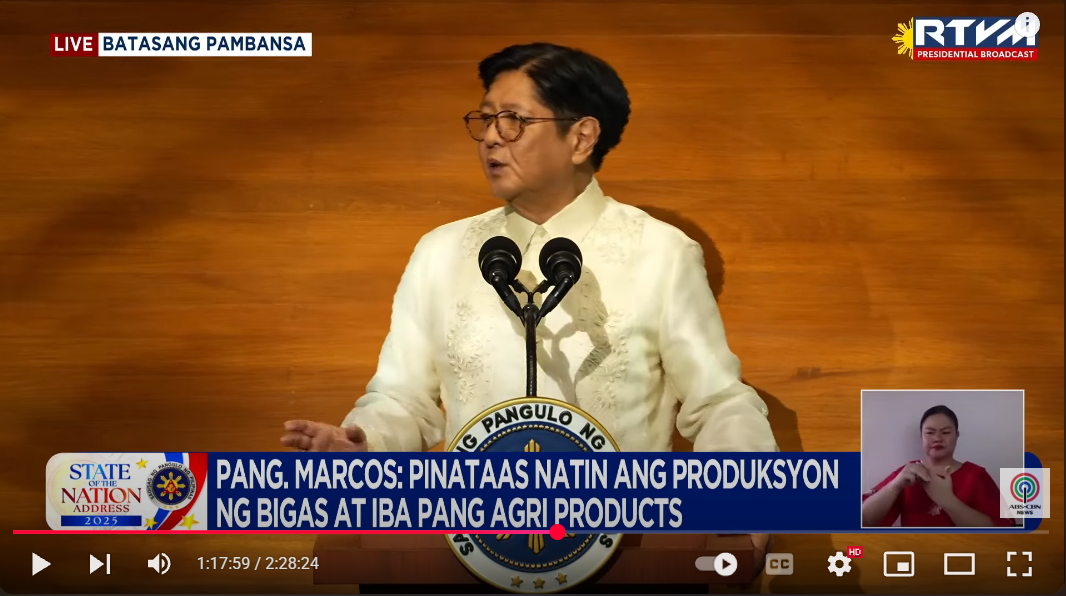 LIVE BATASANG PAMBANSA
RTVM
PRESIDENTIAL BROADCAST
NG PANGULO NG
STATE
OF THE
NATION
ADDRESS
2025
PANG. MARCOS: PINATAAS NATIN ANG PRODUKSYON
NG BIGAS AT IBA PANG AGRI PRODUCTS
ABS-CBN
NEWS
1:17:59 / 2:28:24
CC
HD